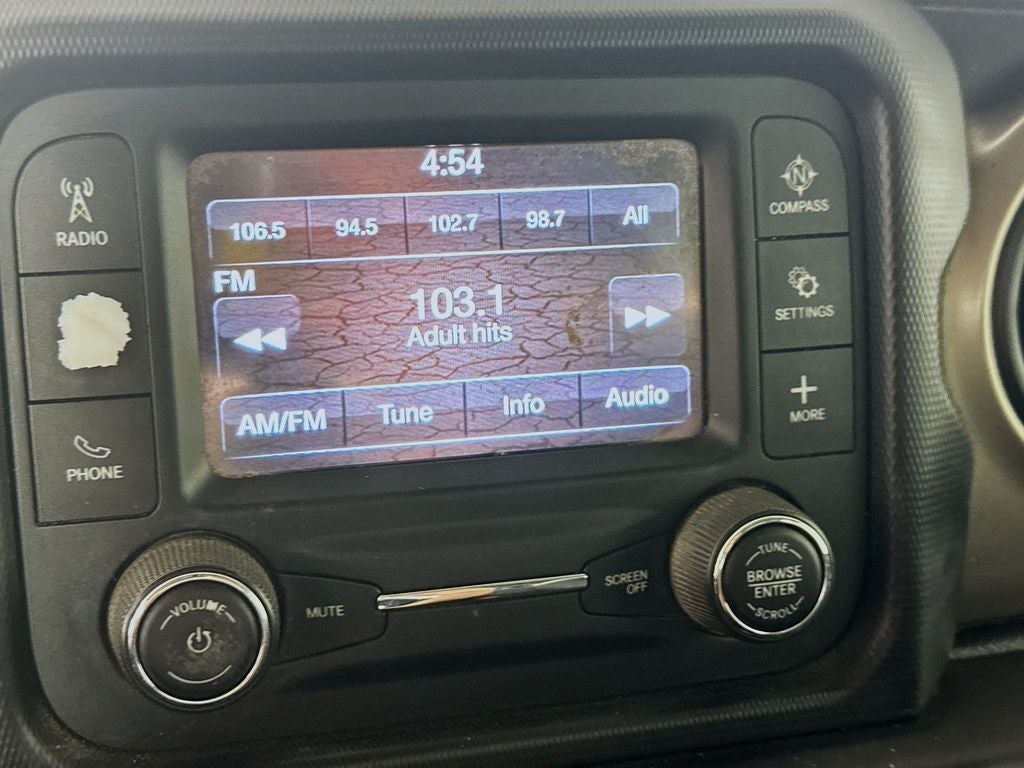 4:54
106.5 94.5 102.7 98.7 All
FM
103.1
Adult hits
AM/FM Tune Info Audio
RADIO
PHONE
N
COMPASS
SETTINGS
MORE
VOLUME
MUTE
SCREEN
OFF
TUNE
BROWSE
ENTER
SCROLL